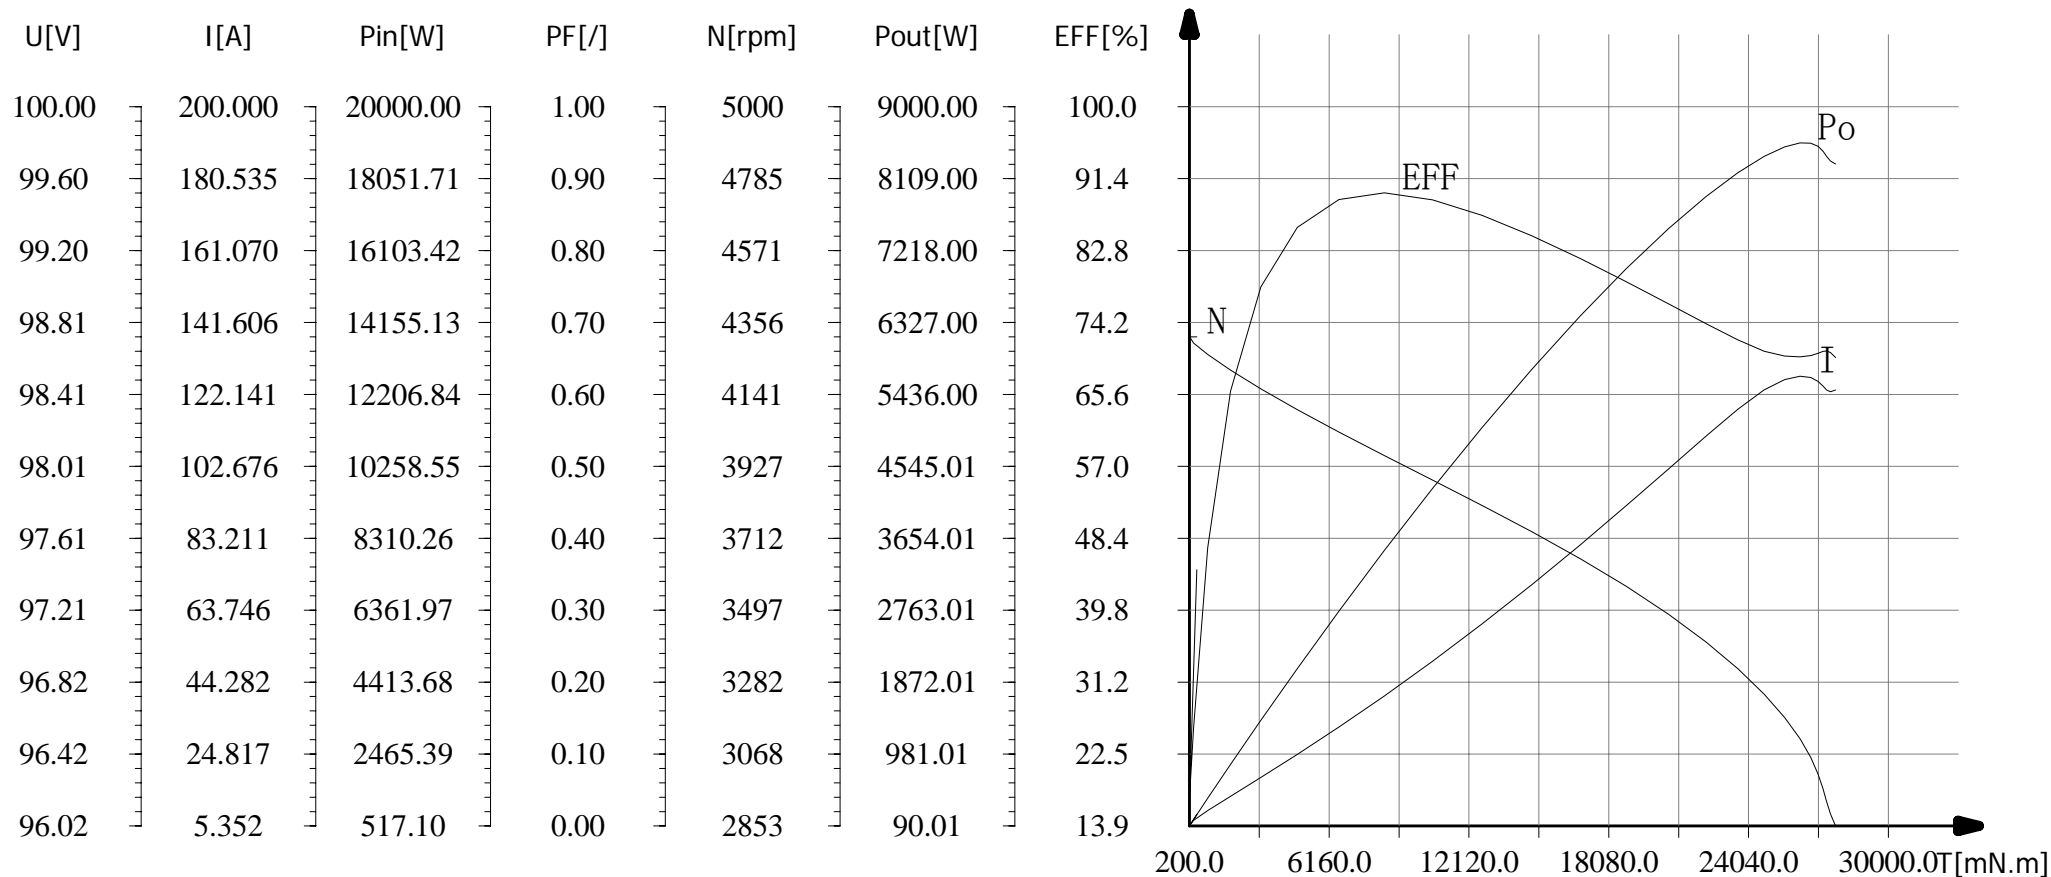 U[V] I[A] Pin[W] PF[/] N[rpm] Pout[W] EFF[%]
100.00 200.000 20000.00 1.00 5000 9000.00 100.0
Po
99.60 180.535 18051.71 0.90 4785 8109.00 91.4 EFF
99.20 161.070 16103.42 0.80 4571 7218.00 82.8
98.81 141.606 14155.13 0.70 4356 6327.00 74.2 N
I
98.41 122.141 12206.84 0.60 4141 5436.00 65.6
98.01 102.676 10258.55 0.50 3927 4545.01 57.0
97.61 83.211 8310.26 0.40 3712 3654.01 48.4
97.21 63.746 6361.97 0.30 3497 2763.01 39.8
96.82 44.282 4413.68 0.20 3282 1872.01 31.2
96.42 24.817 2465.39 0.10 3068 981.01 22.5
96.02 5.352 517.10 0.00 2853 90.01 13.9
200.0 6160.0 12120.0 18080.0 24040.0 30000.0 T[mN.m]